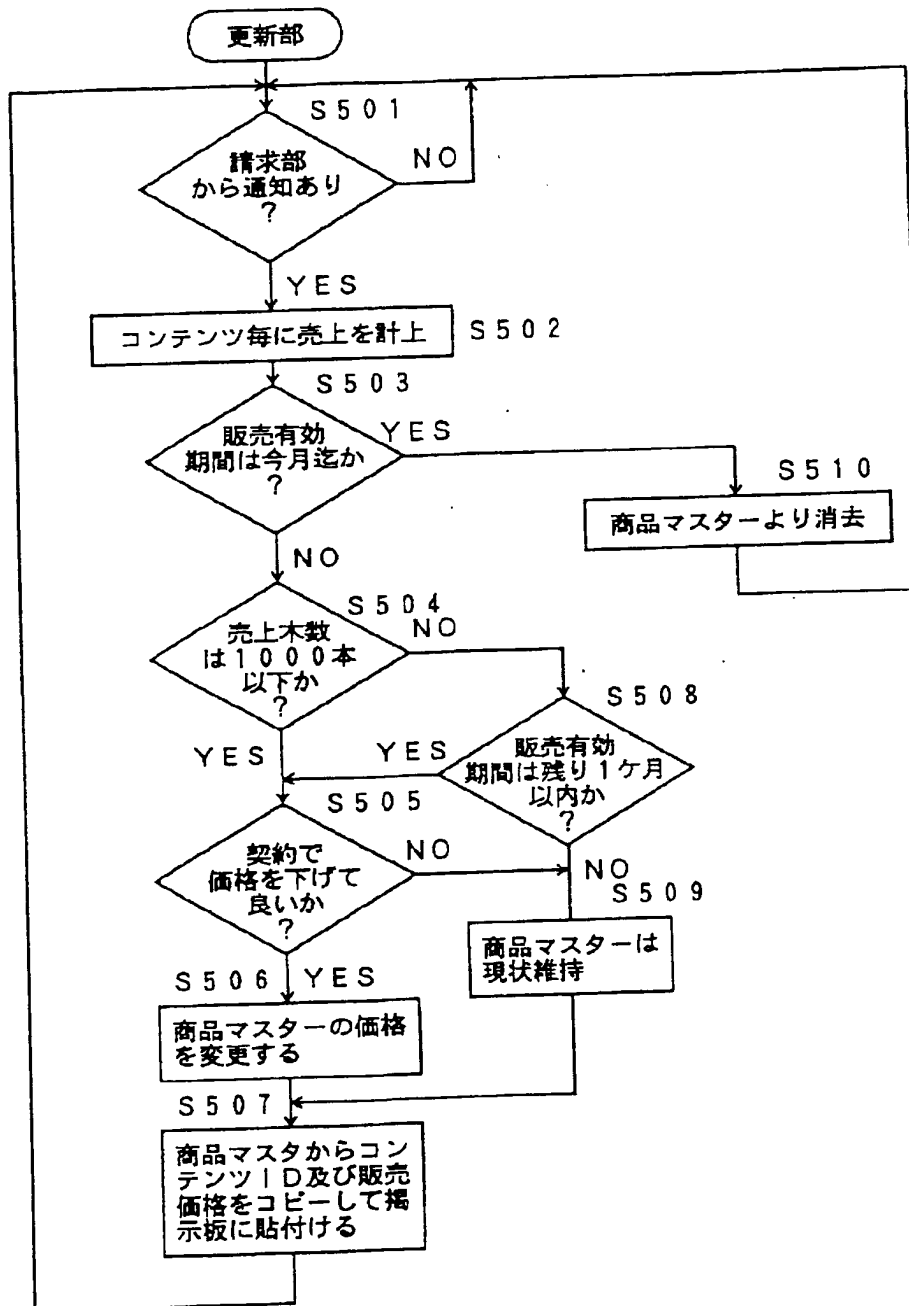 更新部
S501
請求部
から通知あり
?
NO
YES
コンテンツ毎に売上を計上
S502
S503
販売有効
期間は今月迄か
?
YES
S510
商品マスターより消去
NO
S504
売上本数
は1000本
以下か
?
NO
S508
YES
YES
販売有効
期間は残り1ケ月
以内か
?
S505
契約で
価格を下げて
良いか
?
NO
NO
S509
商品マスターは
現状維持
S506
YES
商品マスターの価格
を変更する
S507
商品マスタからコン
テンツID及び販売
価格をコピーして掲
示板に貼付ける